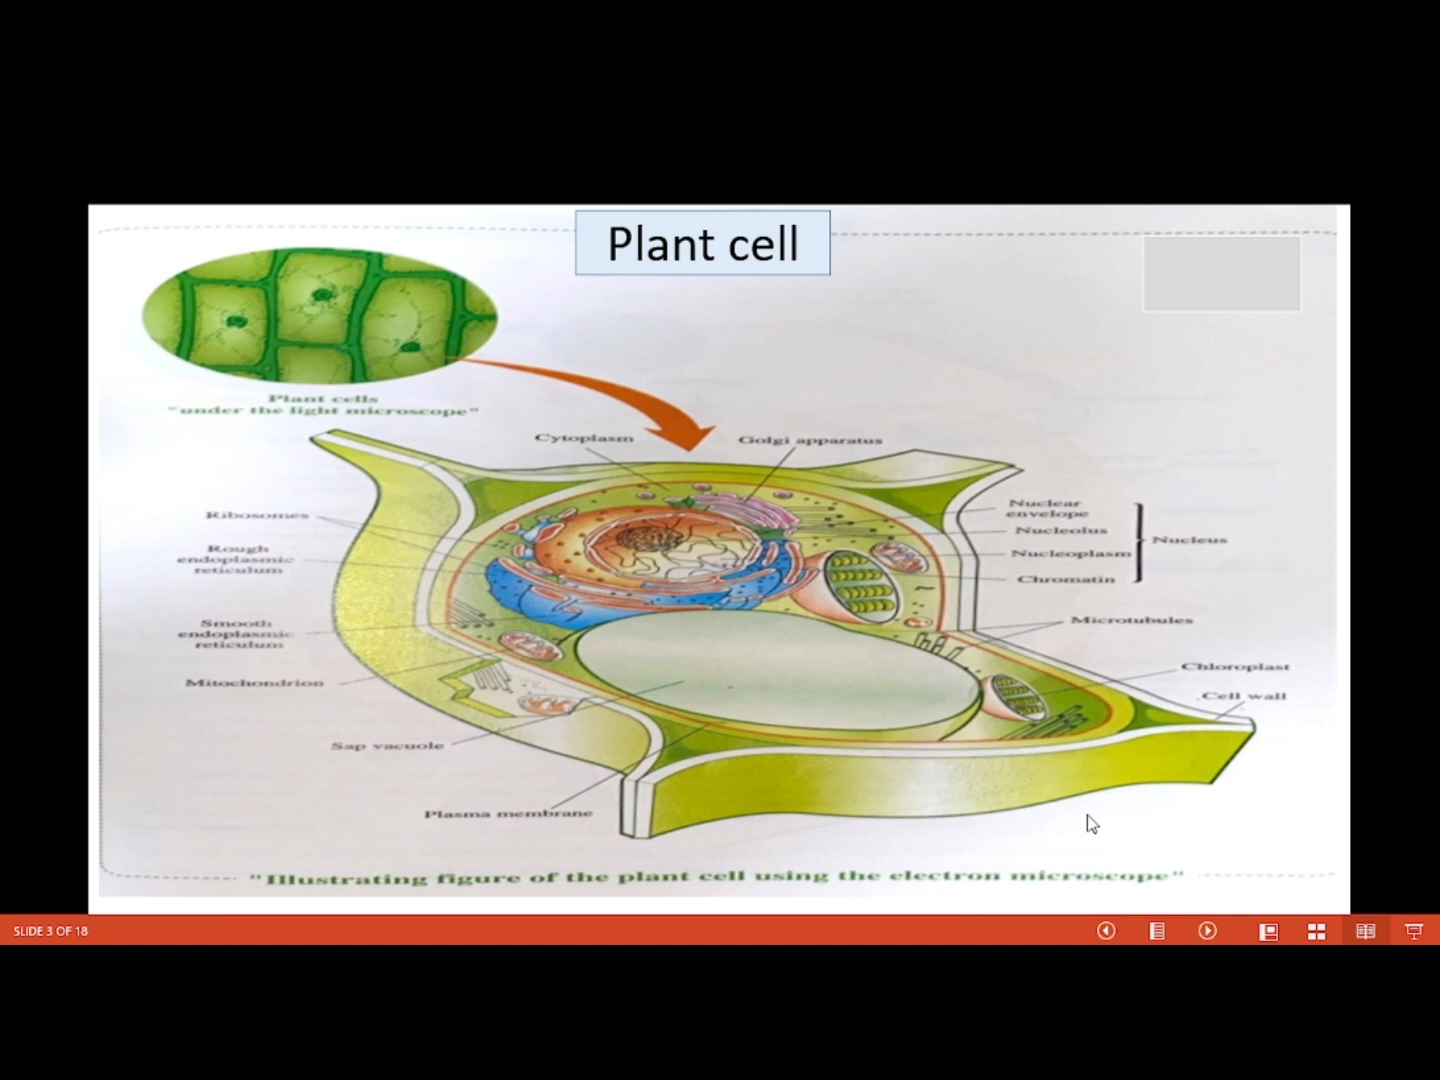 Plant cell
Plant cells
"under the light microscope"
Cytoplasm
Golgi apparatus
Ribosomes
Rough
endoplasmic
reticulum
Smooth
endoplasmic
reticulum
Mitochondrion
Sap vacuole
Plasma membrane
Nuclear
envelope
Nucleolus
Nucleoplasm
Chromatin
Nucleus
Microtubules
Chloroplast
Cell wall
"Illustrating figure of the plant cell using the electron microscope"
SLIDE 3 OF 18